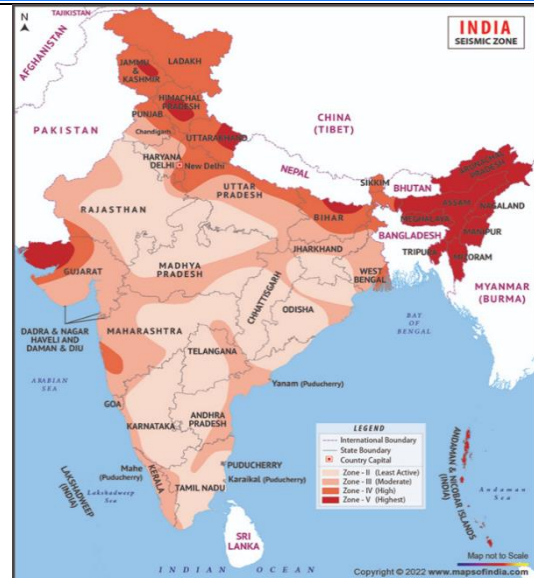 N
TAJIKISTAN
AFGHANISTAN
INDIA
SEISMIC ZONE
LADAKH
JAMMU
&
KASHMIR
HIMACHAL
PRADESH
PUNJAB
Chandigarh
UTTARAKHAND
PAKISTAN
CHINA
(TIBET)
HARYANA
DELHI
New Delhi
NEPAL
SIKKIM
BHUTAN
ARUNACHAL
PRADESH
RAJASTHAN
UTTAR
PRADESH
BIHAR
ASSAM
NAGALAND
MEGHALAYA
MANIPUR
BANGLADESH
TRIPURA
MIZORAM
JHARKHAND
WEST
BENGAL
GUJARAT
MADHYA
PRADESH
CHHATTISGARH
ODISHA
MYANMAR
(BURMA)
DADRA & NAGAR
HAVELI AND
DAMAN & DIU
MAHARASHTRA
BAY
OF
BENGAL
TELANGANA
ARABIAN
SEA
Yanam (Puducherry)
GOA
KARNATAKA
ANDHRA
PRADESH
LEGEND
International Boundary
State Boundary
Country Capital
Zone - II (Least Active)
Zone - III (Moderate)
Zone - IV (High)
Zone - V (Highest)
ANDAMAN & NICOBAR ISLANDS
(INDIA)
Andaman
Sea
LAKSHADWEEP
(INDIA)
Lakshadweep
Sea
Mahe
(Puducherry)
KERALA
PUDUCHERRY
Karaikal (Puducherry)
TAMIL NADU
SRI
LANKA
INDIAN OCEAN
Map not to Scale
Copyright © 2022 www.mapsofindia.com